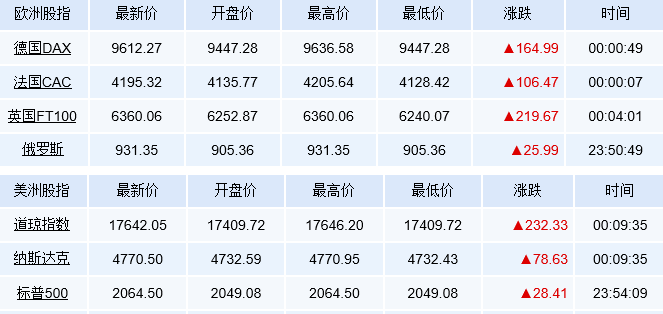 欧洲股指 最新价 开盘价 最高价 最低价 涨跌 时间
德国DAX 9612.27 9447.28 9636.58 9447.28 ▲164.99 00:00:49
法国CAC 4195.32 4135.77 4205.64 4128.42 ▲106.47 00:00:07
英国FT100 6360.06 6252.87 6360.06 6240.07 ▲219.67 00:04:01
俄罗斯 931.35 905.36 931.35 905.36 ▲25.99 23:50:49
美洲股指 最新价 开盘价 最高价 最低价 涨跌 时间
道琼指数 17642.05 17409.72 17646.20 17409.72 ▲232.33 00:09:35
纳斯达克 4770.50 4732.59 4770.95 4732.43 ▲78.63 00:09:35
标普500 2064.50 2049.08 2064.50 2049.08 ▲28.41 23:54:09